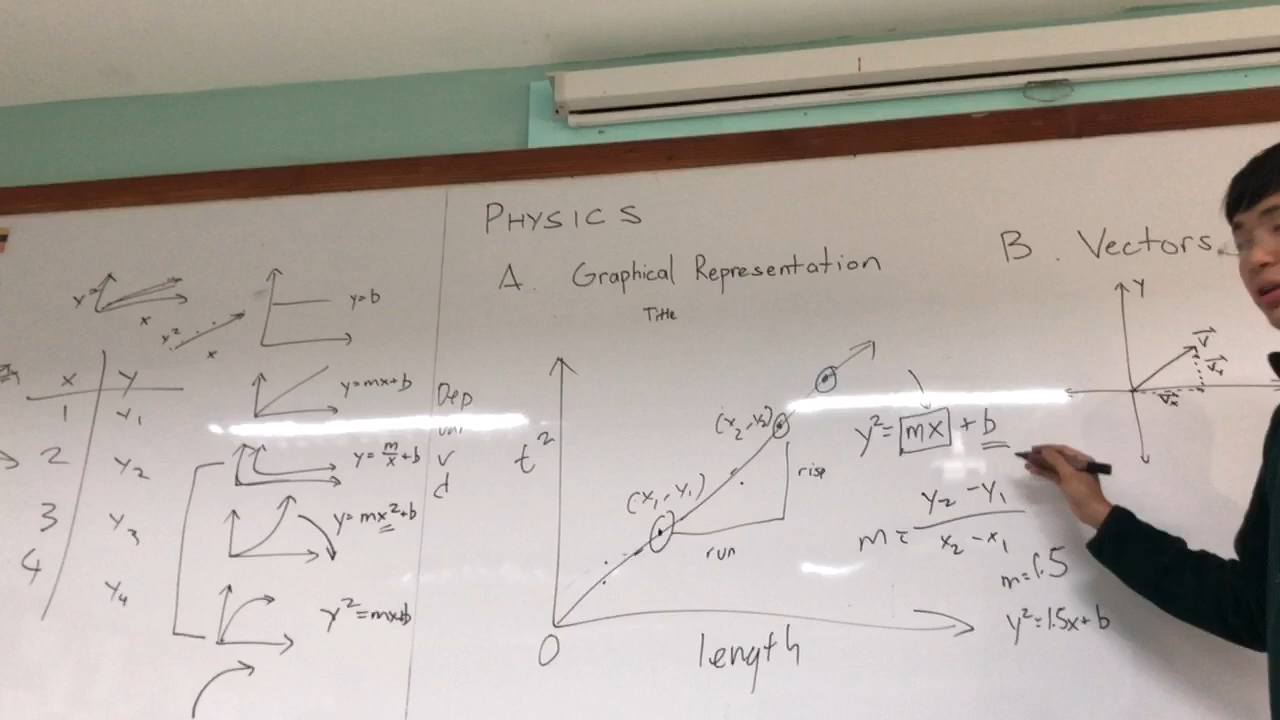 PHYSICS
A. Graphical Representation
Title
B. Vectors
x
x²
x
y=b
x y
1 y₁
2 y₂
3 y₃
4 y₄
y=mx+b
y=m/x+b
y=mx²+b
y²=mx+b
Dep
v
d
t²
(x₁, y₁)
(x₂, y₂)
rise
run
0
length
y²= mx + b
m= y₂-y₁ / x₂-x₁
m=1.5
y²=1.5x+b
y
v
vₓ